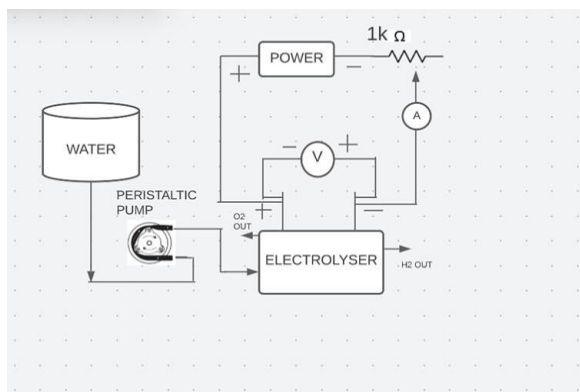 1k Ω
POWER
+
−
A
WATER
−
V
+
PERISTALTIC
PUMP
+
−
O2
OUT
ELECTROLYSER
H2 OUT